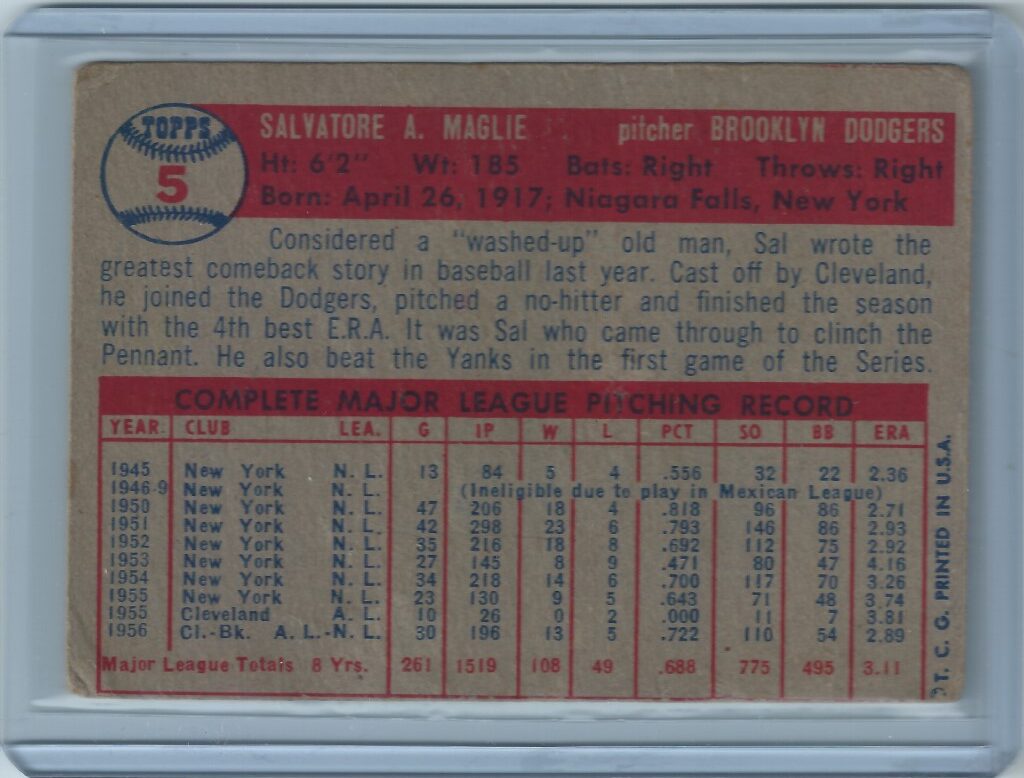 TOPPS
5
SALVATORE A. MAGLIE pitcher BROOKLYN DODGERS
Ht: 6'2" Wt: 185 Bats: Right Throws: Right
Born: April 26, 1917; Niagara Falls, New York
Considered a "washed-up" old man, Sal wrote the
greatest comeback story in baseball last year. Cast off by Cleveland,
he joined the Dodgers, pitched a no-hitter and finished the season
with the 4th best E.R.A. It was Sal who came through to clinch the
Pennant. He also beat the Yanks in the first game of the Series.
COMPLETE MAJOR LEAGUE PITCHING RECORD
YEAR CLUB LEA. G IP W L PCT SO BB ERA
1945 New York N. L. 13 84 5 4 .556 32 22 2.36
1946-9 New York N. L. (Ineligible due to play in Mexican League)
1950 New York N. L. 47 206 18 4 .818 96 86 2.71
1951 New York N. L. 42 298 23 6 .793 146 86 2.93
1952 New York N. L. 35 216 18 8 .692 112 75 2.92
1953 New York N. L. 27 145 8 9 .471 80 47 4.16
1954 New York N. L. 34 218 14 6 .700 117 70 3.26
1955 New York N. L. 23 130 9 5 .643 71 48 3.74
1955 Cleveland A. L. 10 26 0 2 .000 11 7 3.81
1956 Cl.-Bk. A. L.-N. L. 30 196 13 5 .722 110 54 2.89
Major League Totals 8 Yrs. 261 1519 108 49 .688 775 495 3.11
© T. C. G. PRINTED IN U.S.A.